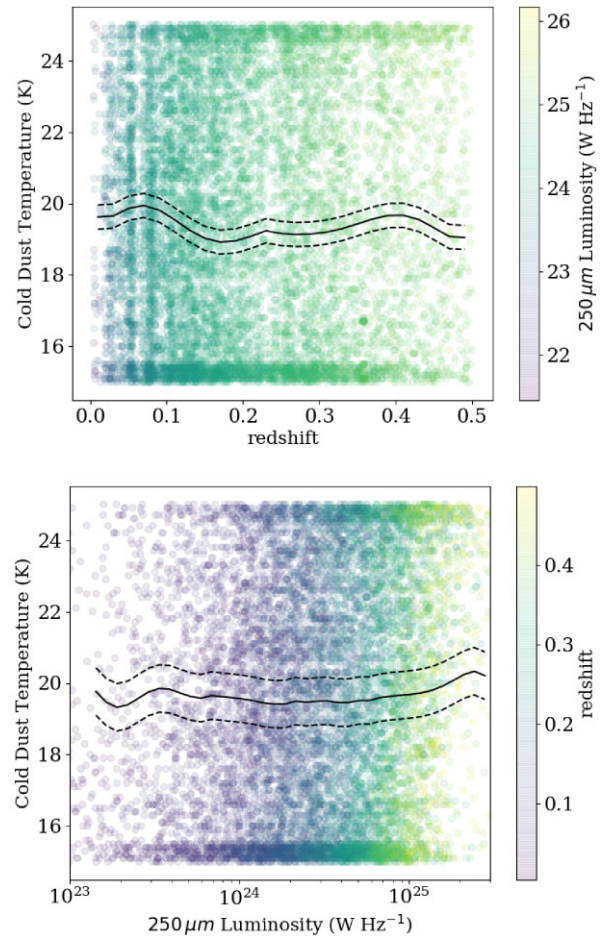 24
22
20
18
16
Cold Dust Temperature (K)
0.0 0.1 0.2 0.3 0.4 0.5
redshift
26
25
24
23
22
250 μm Luminosity (W Hz⁻¹)
24
22
20
18
16
Cold Dust Temperature (K)
10²³ 10²⁴ 10²⁵
250 μm Luminosity (W Hz⁻¹)
0.4
0.3
0.2
0.1
redshift